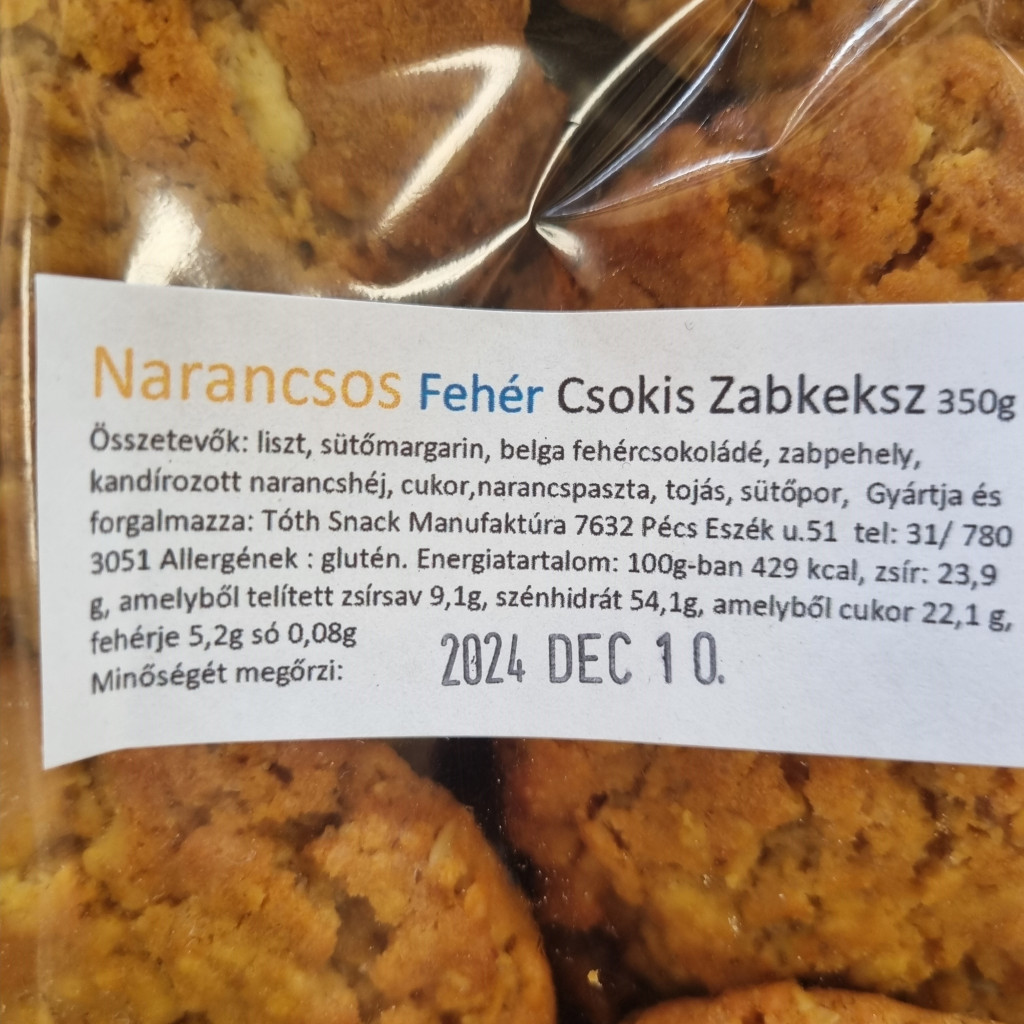 Narancsos Fehér Csokis Zabkeksz 350g
Összetevők: liszt, sütőmargarin, belga fehércsokoládé, zabpehely,
kandírozott narancshéj, cukor,narancspaszta, tojás, sütőpor, Gyártja és
forgalmazza: Tóth Snack Manufaktúra 7632 Pécs Eszék u.51 tel: 31/ 780
3051 Allergének : glutén. Energiatartalom: 100g-ban 429 kcal, zsír: 23,9
g, amelyből telített zsírsav 9,1g, szénhidrát 54,1g, amelyből cukor 22,1 g,
fehérje 5,2g só 0,08g
Minőségét megőrzi: 2024 DEC 10.